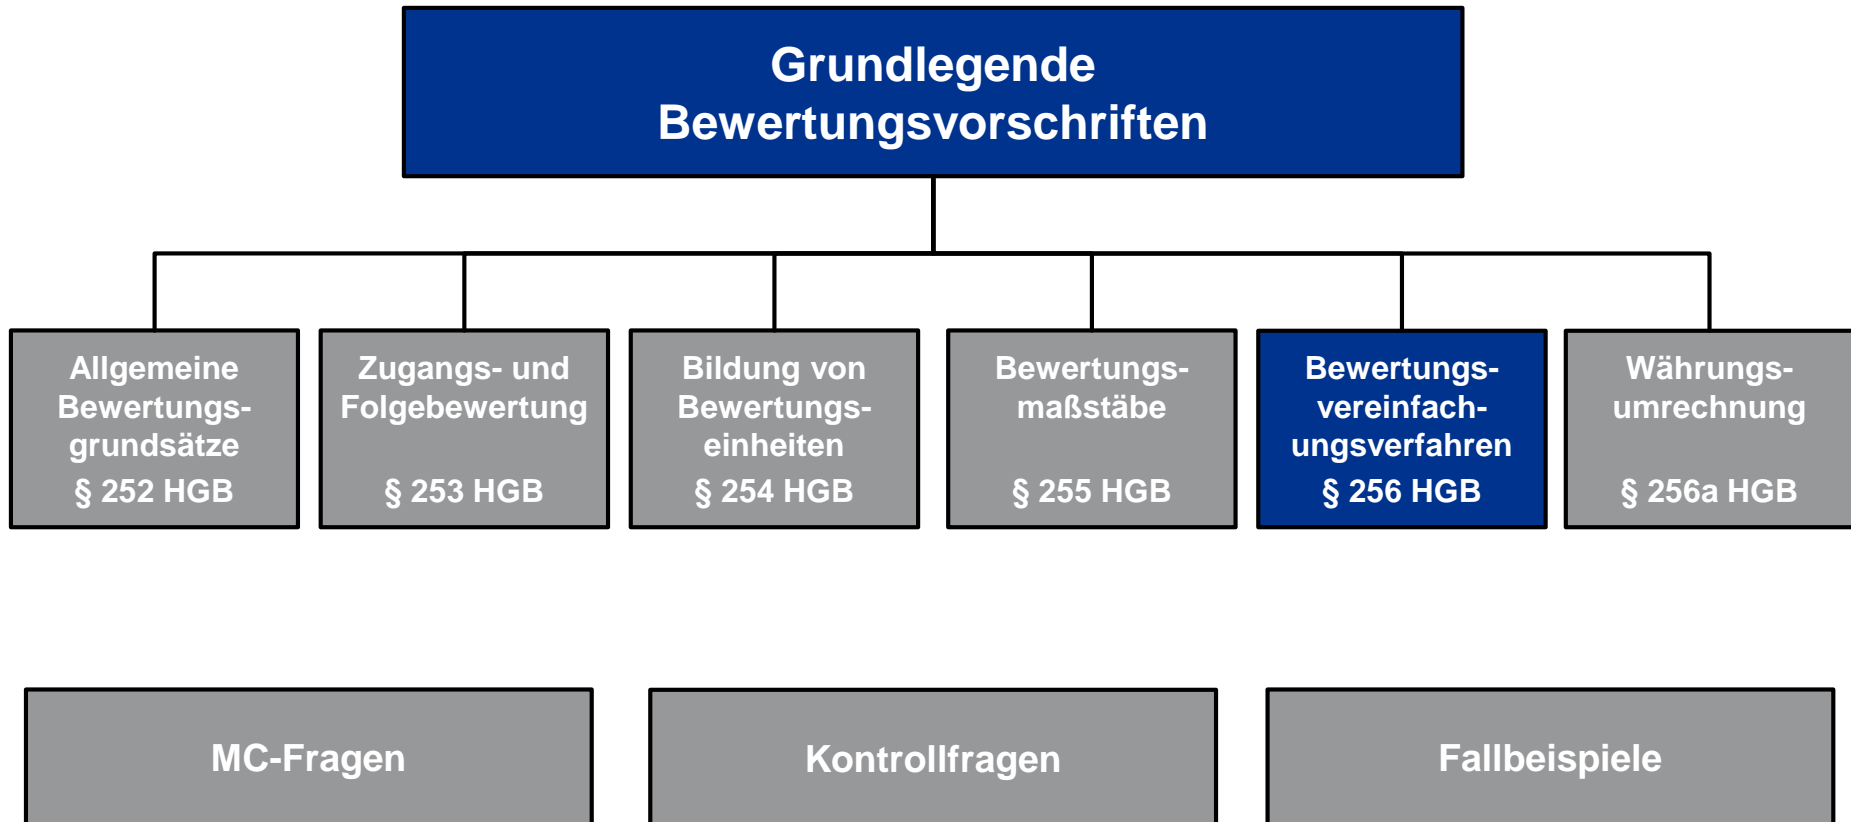 Grundlegende
Bewertungsvorschriften
Allgemeine
Bewertungs-
grundsätze
§ 252 HGB
Zugangs- und
Folgebewertung
§ 253 HGB
Bildung von
Bewertungs-
einheiten
§ 254 HGB
Bewertungs-
maßstäbe
§ 255 HGB
Bewertungs-
vereinfach-
ungsverfahren
§ 256 HGB
Währungs-
umrechnung
§ 256a HGB
MC-Fragen
Kontrollfragen
Fallbeispiele